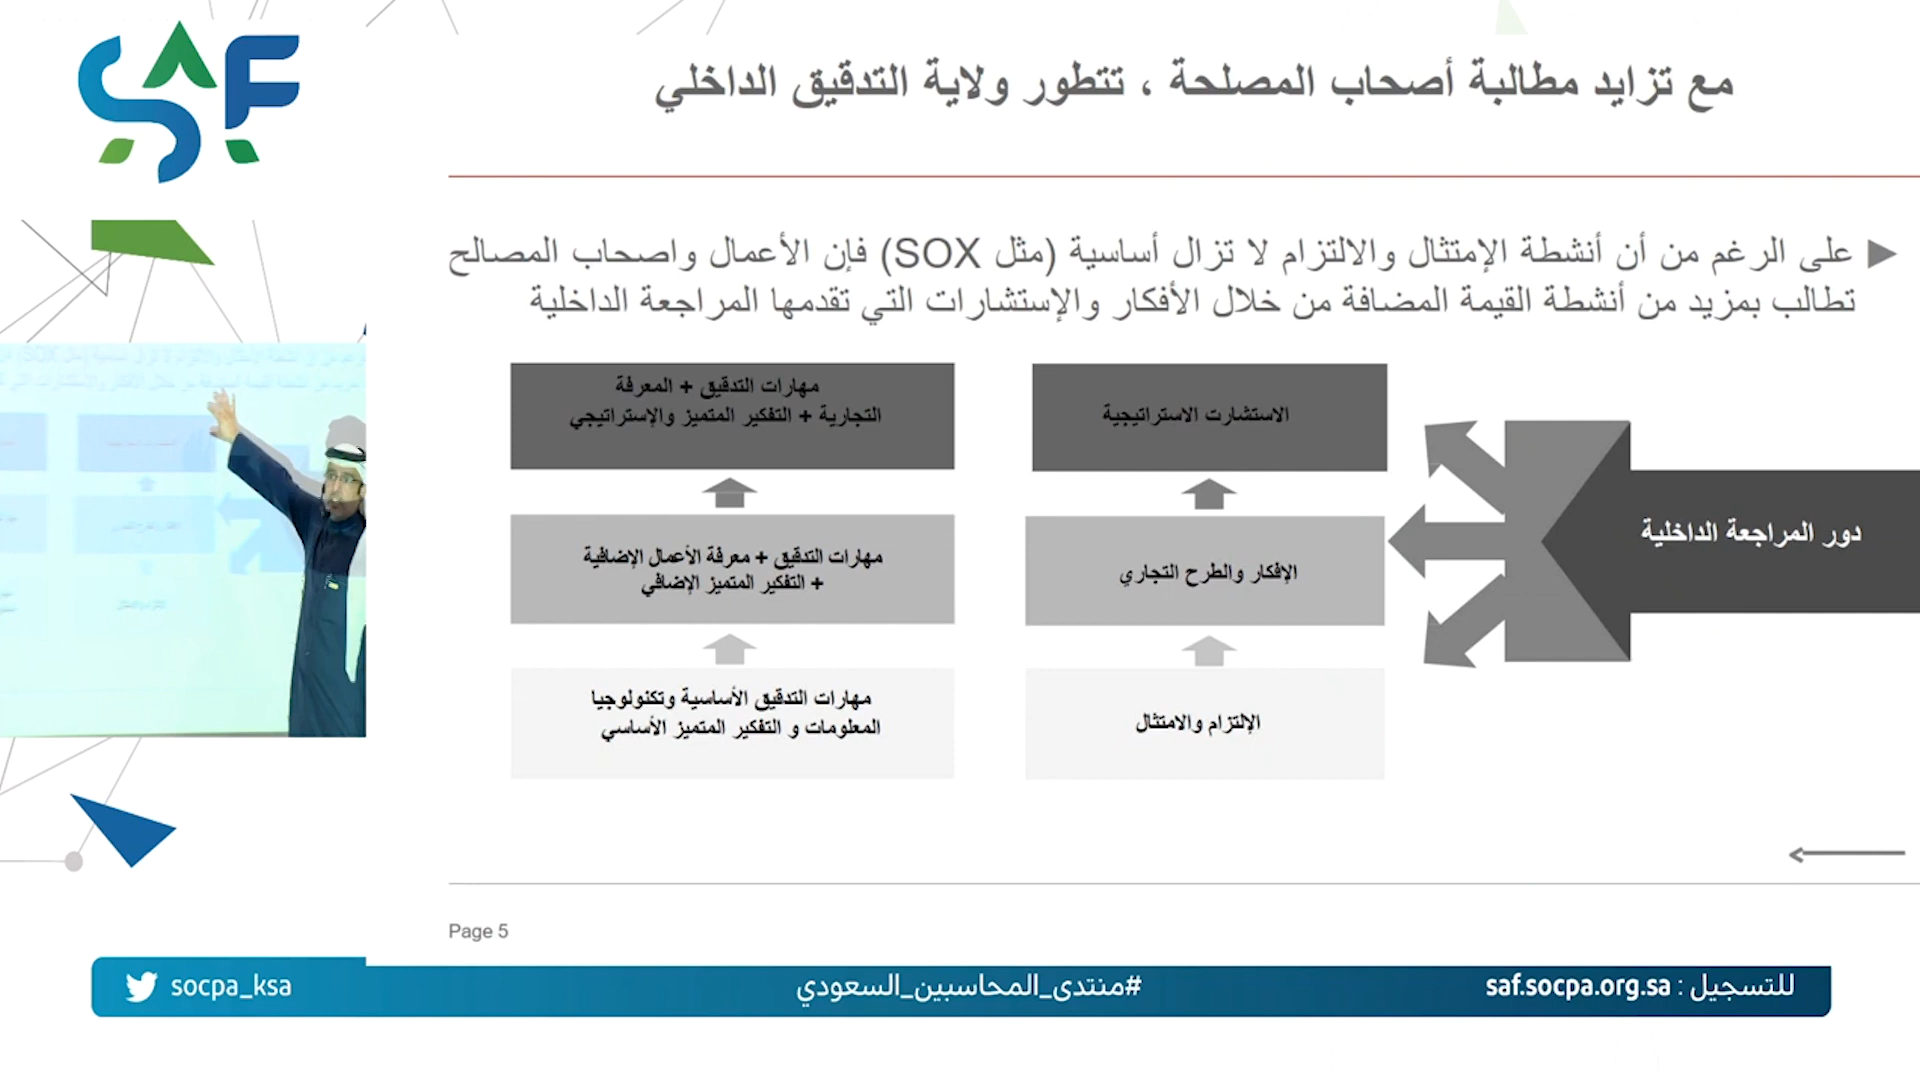 SAF
مع تزايد مطالبة أصحاب المصلحة ، تتطور ولاية التدقيق الداخلي
على الرغم من أن أنشطة الإمتثال والالتزام لا تزال أساسية (مثل SOX) فإن الأعمال واصحاب المصالح
تطالب بمزيد من أنشطة القيمة المضافة من خلال الأفكار والإستشارات التي تقدمها المراجعة الداخلية
دور المراجعة الداخلية
الاستشارت الاستراتيجية
مهارات التدقيق + المعرفة
التجارية + التفكير المتميز والإستراتيجي
الإفكار والطرح التجاري
مهارات التدقيق + معرفة الأعمال الإضافية
+ التفكير المتميز الإضافي
الإلتزام والامتثال
مهارات التدقيق الأساسية وتكنولوجيا
المعلومات و التفكير المتميز الأساسي
Page 5
للتسجيل : saf.socpa.org.sa
#منتدى_المحاسبين_السعودي
socpa_ksa